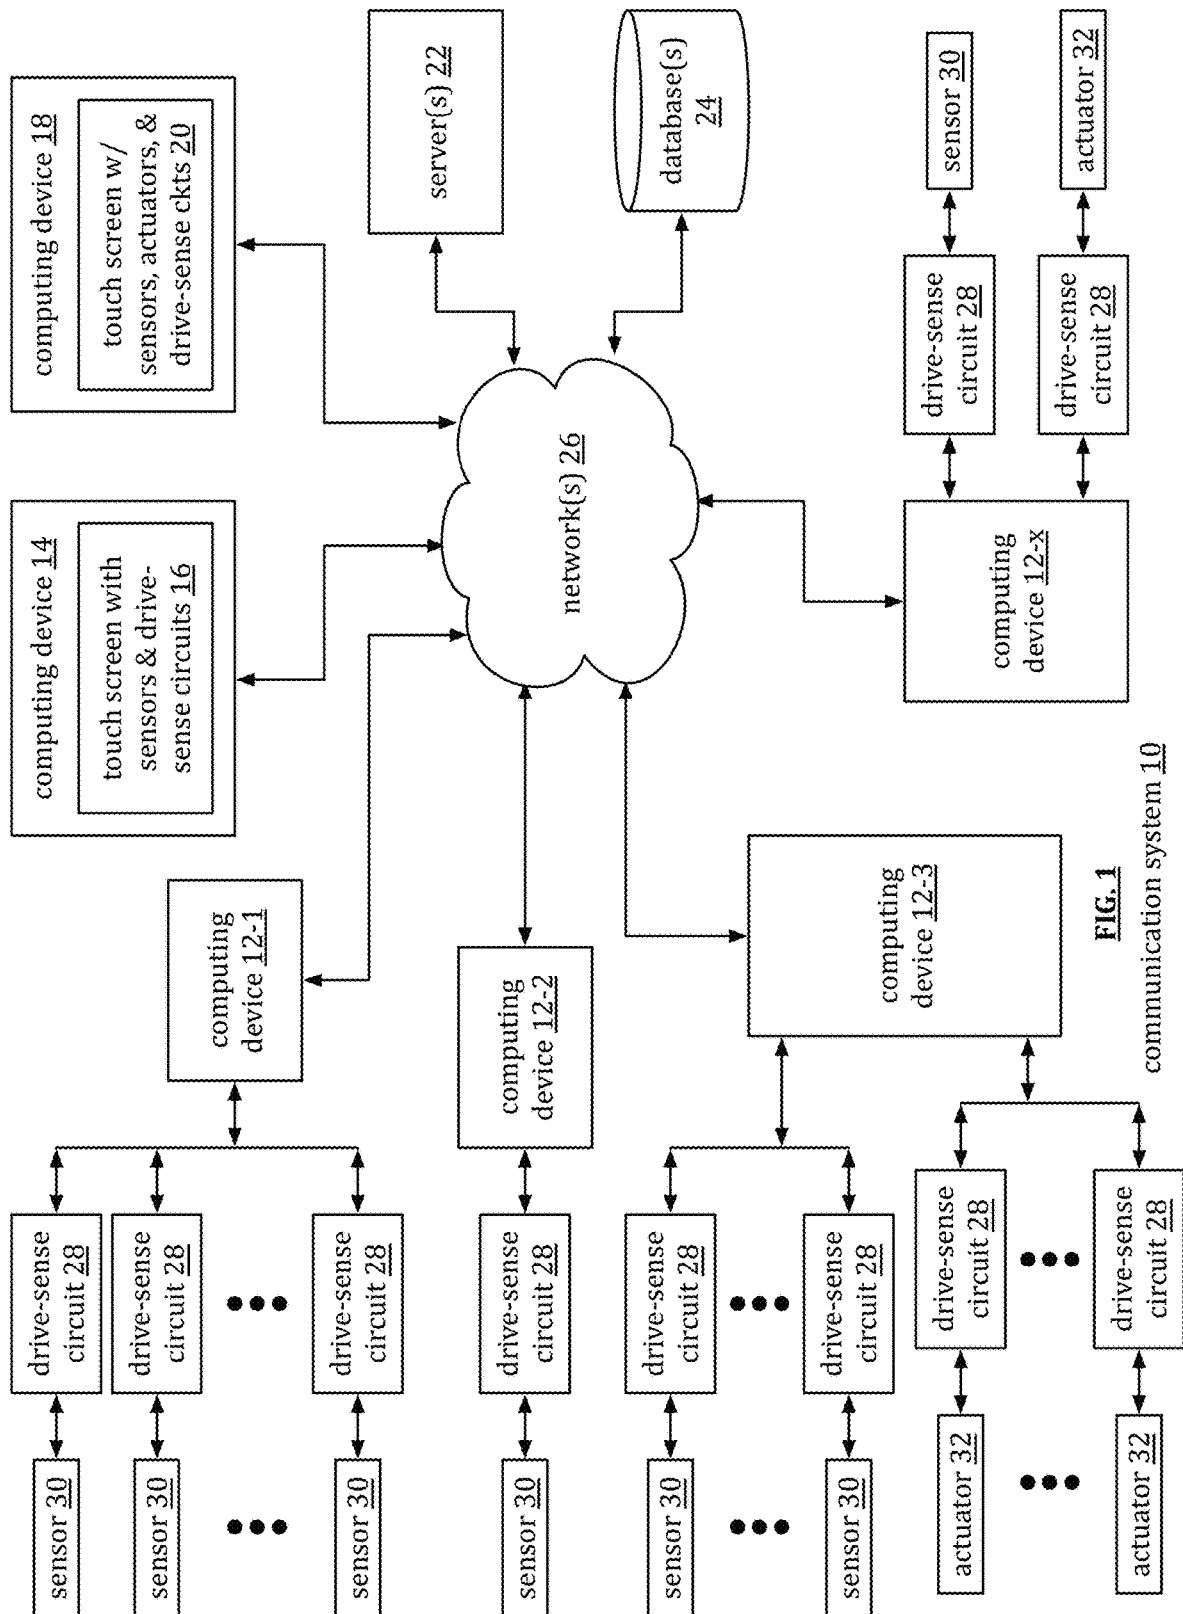 sensor 30
drive-sense
circuit 28
sensor 30
drive-sense
circuit 28
sensor 30
drive-sense
circuit 28
computing
device 12-1
computing device 14
touch screen with
sensors & drive-
sense circuits 16
computing device 18
touch screen w/
sensors, actuators, &
drive-sense ckts 20
sensor 30
drive-sense
circuit 28
computing
device 12-2
network(s) 26
server(s) 22
database(s)
24
sensor 30
drive-sense
circuit 28
sensor 30
drive-sense
circuit 28
computing
device 12-3
actuator 32
drive-sense
circuit 28
actuator 32
drive-sense
circuit 28
computing
device 12-x
drive-sense
circuit 28
sensor 30
drive-sense
circuit 28
actuator 32
FIG. 1
communication system 10